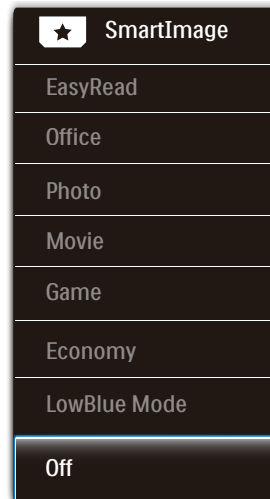 SmartImage
EasyRead
Office
Photo
Movie
Game
Economy
LowBlue Mode
Off